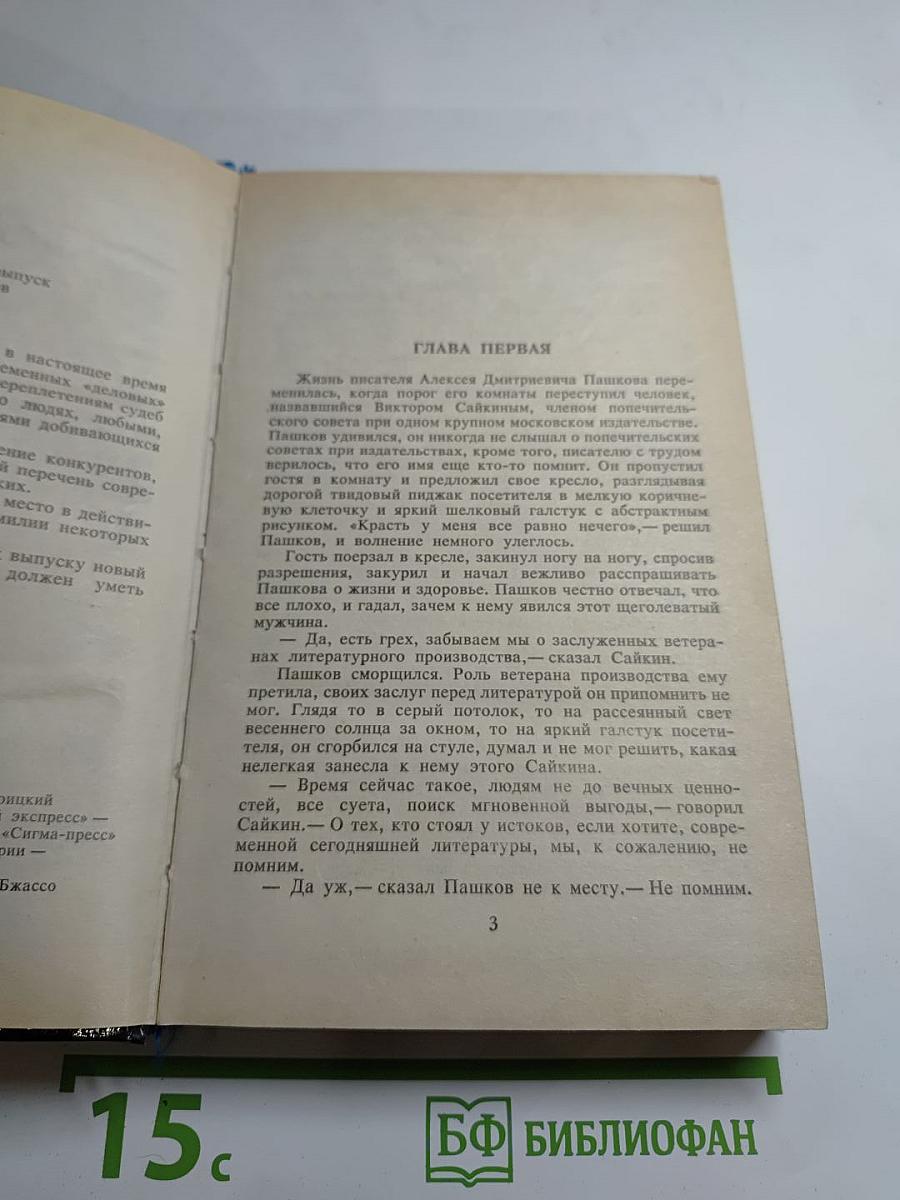 ыпуск
в
в настоящее время
еменных «деловых»
ереплетениям судеб
о людях, любыми,
ями добивающихся
ение конкурентов,
й перечень совре-
ких.
место в действи-
милии некоторых
выпуску новый
должен уметь
рицкий
й экспресс» —
«Сигма-пресс»
рии —
Бжассо
ГЛАВА ПЕРВАЯ
Жизнь писателя Алексея Дмитриевича Пашкова пере-
менилась, когда порог его комнаты переступил человек,
назвавшийся Виктором Сайкиным, членом попечитель-
ского совета при одном крупном московском издательстве.
Пашков удивился, он никогда не слышал о попечительских
советах при издательствах, кроме того, писателю с трудом
верилось, что его имя еще кто-то помнит. Он пропустил
гостя в комнату и предложил свое кресло, разглядывая
дорогой твидовый пиджак посетителя в мелкую коричне-
вую клеточку и яркий шелковый галстук с абстрактным
рисунком. «Красть у меня все равно нечего»,— решил
Пашков, и волнение немного улеглось.
Гость поерзал в кресле, закинул ногу на ногу, спросив
разрешения, закурил и начал вежливо расспрашивать
Пашкова о жизни и здоровье. Пашков честно отвечал, что
все плохо, и гадал, зачем к нему явился этот щеголеватый
мужчина.
— Да, есть грех, забываем мы о заслуженных ветера-
нах литературного производства,— сказал Сайкин.
Пашков сморщился. Роль ветерана производства ему
претила, своих заслуг перед литературой он припомнить не
мог. Глядя то в серый потолок, то на рассеянный свет
весеннего солнца за окном, то на яркий галстук посети-
теля, он сгорбился на стуле, думал и не мог решить, какая
нелегкая занесла к нему этого Сайкина.
— Время сейчас такое, людям не до вечных ценно-
стей, все суета, поиск мгновенной выгоды,— говорил
Сайкин.— О тех, кто стоял у истоков, если хотите, совре-
менной сегодняшней литературы, мы, к сожалению, не
помним.
— Да уж,— сказал Пашков не к месту.— Не помним.
3
15 с
БФ БИБЛИОФАН